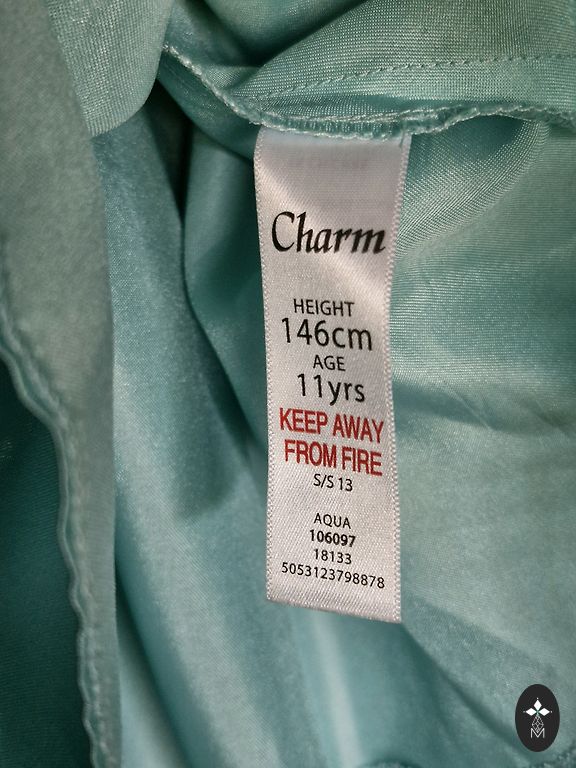 Charm
HEIGHT
146cm
AGE
11yrs
KEEP AWAY
FROM FIRE
S/S 13
AQUA
106097
18133
5053123798878
M